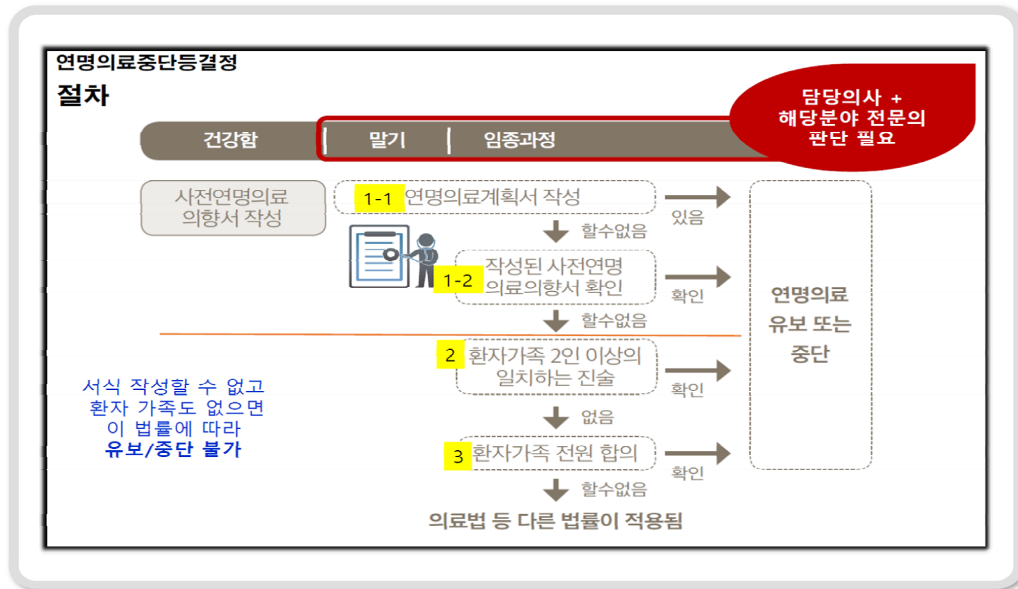 연명의료중단등결정
절차
담당의사 +
해당분야 전문의
판단 필요
건강함
말기
임종과정
사전연명의료
의향서 작성
1-1 연명의료계획서 작성
있음
할수없음
1-2 작성된 사전연명
의료의향서 확인
확인
할수없음
연명의료
유보 또는
중단
2 환자가족 2인 이상의
일치하는 진술
확인
없음
서식 작성할 수 없고
환자 가족도 없으면
이 법률에 따라
유보/중단 불가
3 환자가족 전원 합의
확인
할수없음
의료법 등 다른 법률이 적용됨